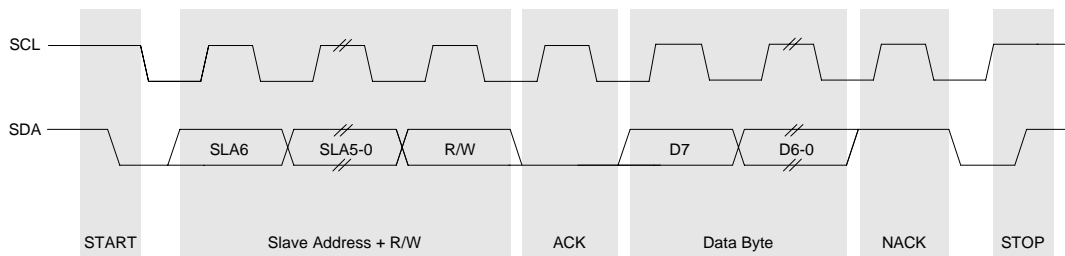 SCL
SDA
SLA6 SLA5-0 R/W D7 D6-0
START Slave Address + R/W ACK Data Byte NACK STOP